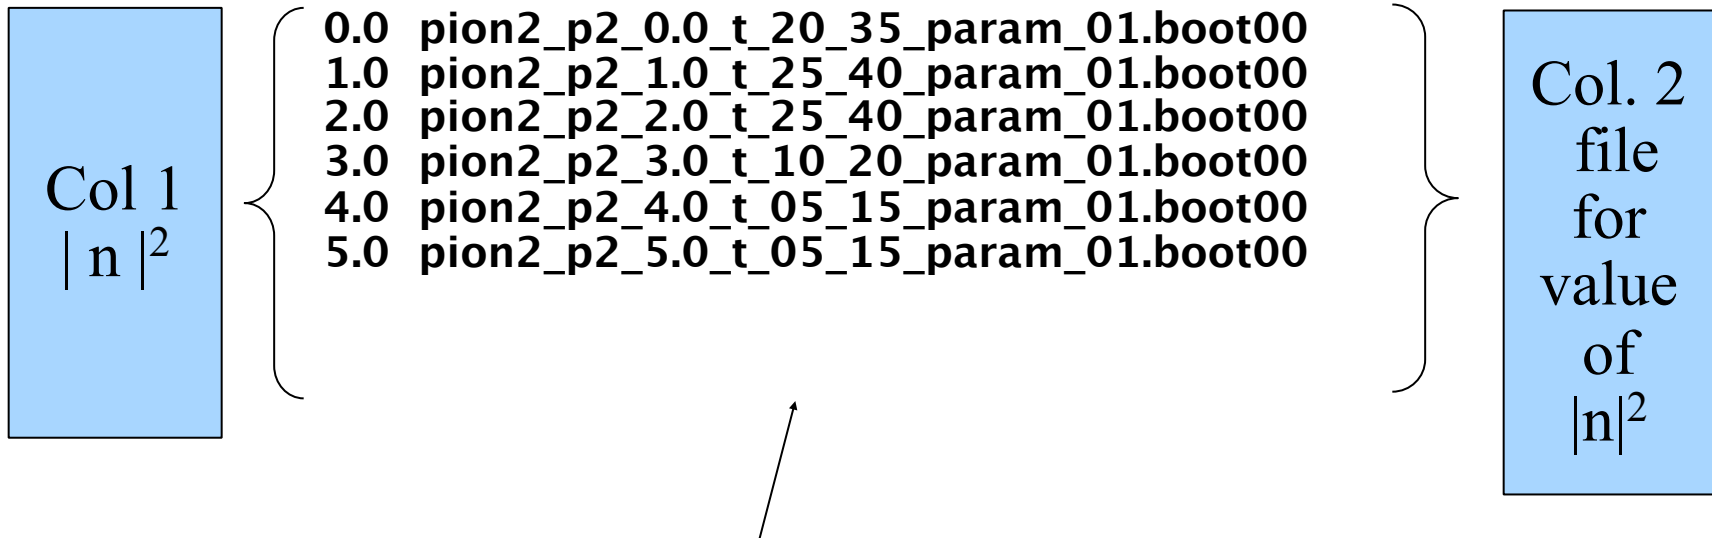 Col 1
| n |²
0.0 pion2_p2_0.0_t_20_35_param_01.boot00
1.0 pion2_p2_1.0_t_25_40_param_01.boot00
2.0 pion2_p2_2.0_t_25_40_param_01.boot00
3.0 pion2_p2_3.0_t_10_20_param_01.boot00
4.0 pion2_p2_4.0_t_05_15_param_01.boot00
5.0 pion2_p2_5.0_t_05_15_param_01.boot00
Col. 2
file
for
value
of
|n|²